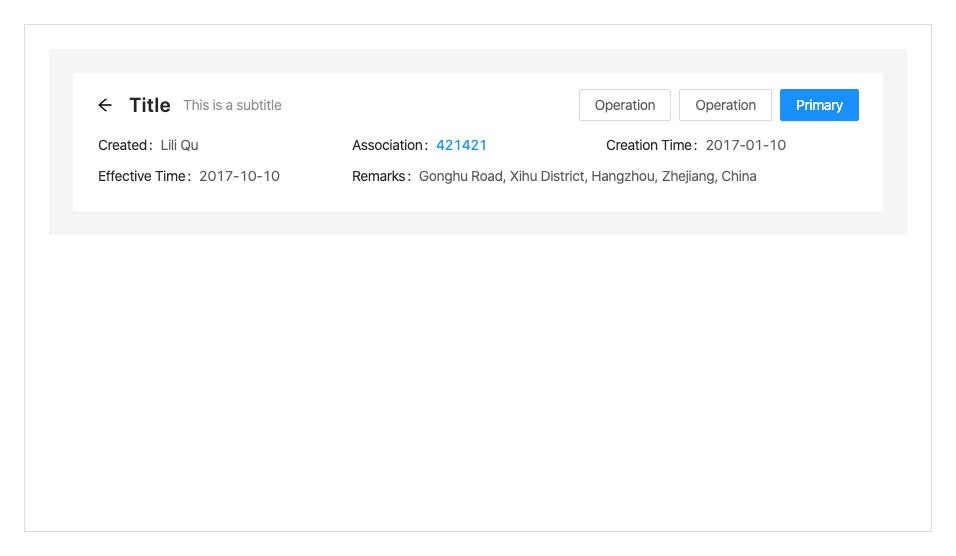 Title This is a subtitle Operation Operation Primary
Created: Lili Qu Association: 421421 Creation Time: 2017-01-10
Effective Time: 2017-10-10 Remarks: Gonghu Road, Xihu District, Hangzhou, Zhejiang, China